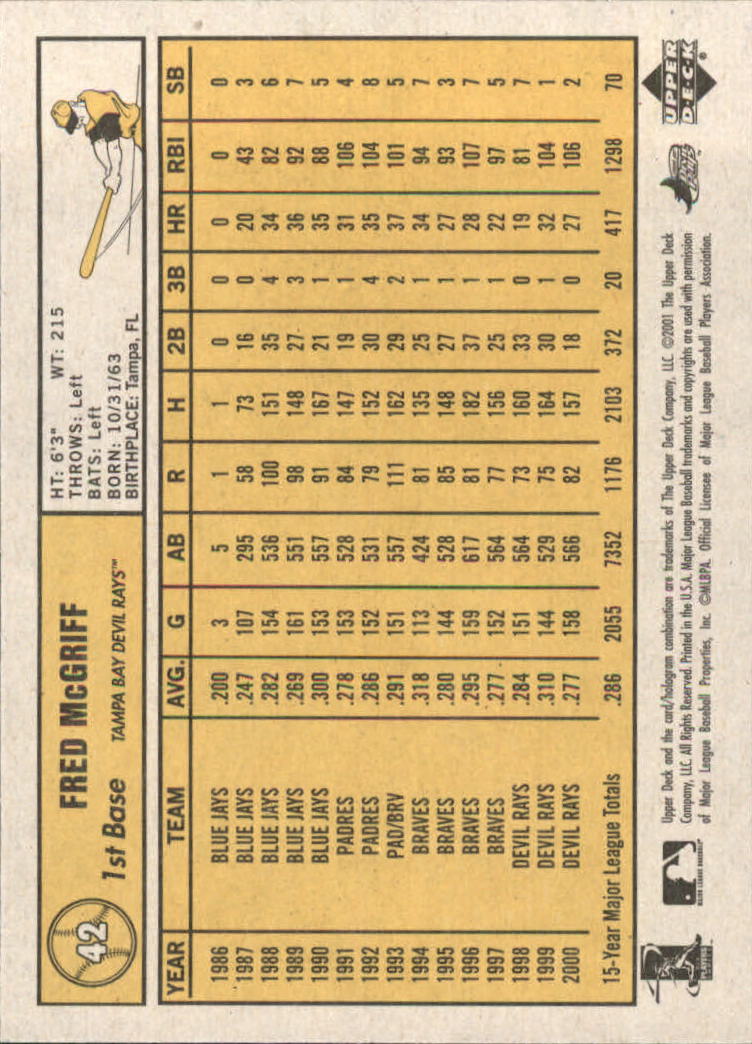 42
FRED McGRIFF
1st Base TAMPA BAY DEVIL RAYS™
HT: 6'3" WT: 215
THROWS: Left
BATS: Left
BORN: 10/31/63
BIRTHPLACE: Tampa, FL
YEAR TEAM AVG. G AB R H 2B 3B HR RBI SB
1986 BLUE JAYS .200 3 5 1 1 0 0 0 0 0
1987 BLUE JAYS .247 107 295 58 73 16 0 20 43 3
1988 BLUE JAYS .282 154 536 100 151 35 4 34 82 6
1989 BLUE JAYS .269 161 551 98 148 27 3 36 92 7
1990 BLUE JAYS .300 153 557 91 167 21 1 35 88 5
1991 PADRES .278 153 528 84 147 19 1 31 106 4
1992 PADRES .286 152 531 79 152 30 4 35 104 8
1993 PAD/BRV .291 151 557 111 162 29 2 37 101 5
1994 BRAVES .318 113 424 81 135 25 1 34 94 7
1995 BRAVES .280 144 528 85 148 27 1 27 93 3
1996 BRAVES .295 159 617 81 182 37 1 28 107 7
1997 BRAVES .277 152 564 77 156 25 1 22 97 5
1998 DEVIL RAYS .284 151 564 73 160 33 0 19 81 7
1999 DEVIL RAYS .310 144 529 75 164 30 1 32 104 1
2000 DEVIL RAYS .277 158 566 82 157 18 0 27 106 2
15-Year Major League Totals .286 2055 7352 1176 2103 372 20 417 1298 70
PLAYERS
MAJOR LEAGUE BASEBALL
Upper Deck and the card/hologram combination are trademarks of The Upper Deck Company, LLC. ©2001 The Upper Deck
Company, LLC. All Rights Reserved. Printed in the U.S.A. Major League Baseball trademarks and copyrights are used with permission
of Major League Baseball Properties, Inc. ©MLBPA. Official Licensee of Major League Baseball Players Association.
UPPER
DECK